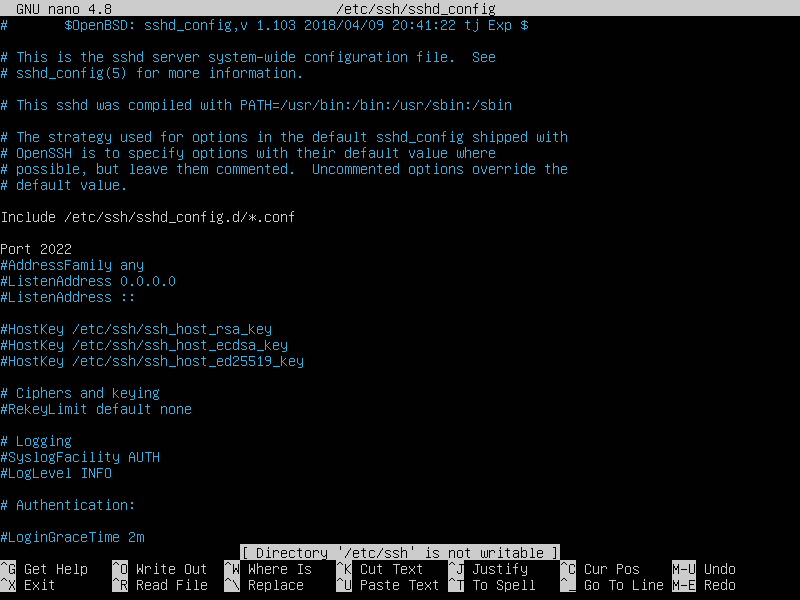 GNU nano 4.8 /etc/ssh/sshd_config
# $OpenBSD: sshd_config,v 1.103 2018/04/09 20:41:22 tj Exp $
# This is the sshd server system-wide configuration file. See
# sshd_config(5) for more information.
# This sshd was compiled with PATH=/usr/bin:/bin:/usr/sbin:/sbin
# The strategy used for options in the default sshd_config shipped with
# OpenSSH is to specify options with their default value where
# possible, but leave them commented. Uncommented options override the
# default value.
Include /etc/ssh/sshd_config.d/*.conf
Port 2022
#AddressFamily any
#ListenAddress 0.0.0.0
#ListenAddress ::
#HostKey /etc/ssh/ssh_host_rsa_key
#HostKey /etc/ssh/ssh_host_ecdsa_key
#HostKey /etc/ssh/ssh_host_ed25519_key
# Ciphers and keying
#RekeyLimit default none
# Logging
#SyslogFacility AUTH
#LogLevel INFO
# Authentication:
#LoginGraceTime 2m
[ Directory '/etc/ssh' is not writable ]
^G Get Help ^O Write Out ^W Where Is ^K Cut Text ^J Justify ^C Cur Pos M-U Undo
^X Exit ^R Read File ^\ Replace ^U Paste Text ^T To Spell ^_ Go To Line M-E Redo